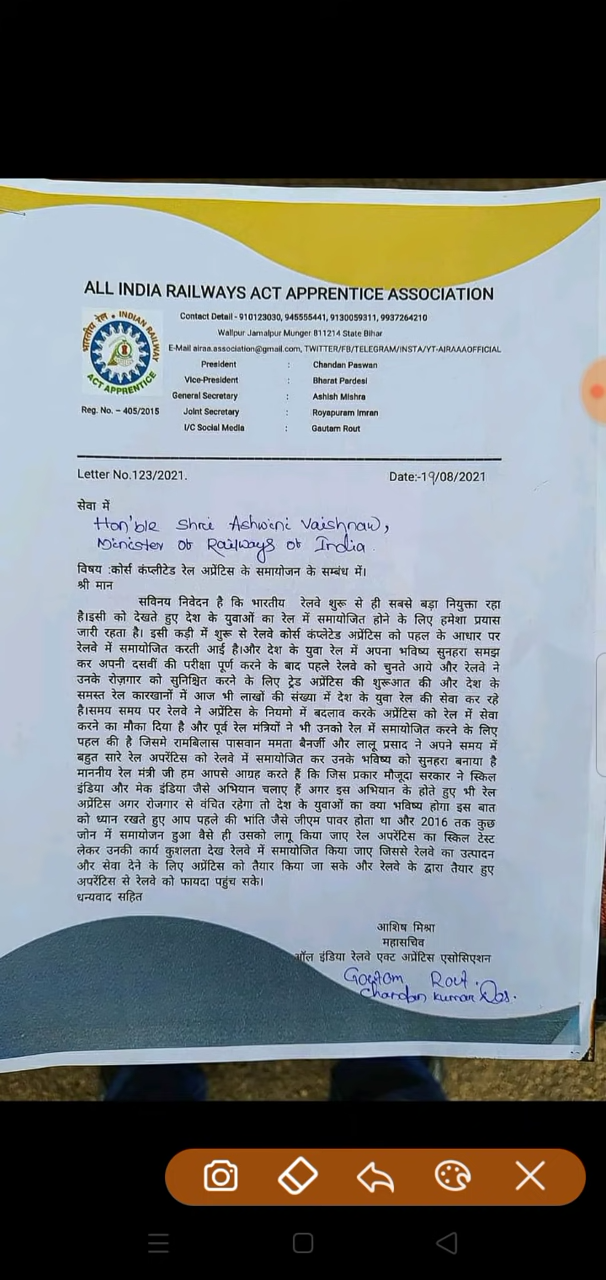 ALL INDIA RAILWAYS ACT APPRENTICE ASSOCIATION
Contact Detail - 910123030, 945555441, 9130059311, 9937264210
Wallpur Jamalpur Munger 811214 State Bihar
E-Mail airaa.association@gmail.com, TWITTER/FB/TELEGRAM/INSTA/YT-AIRAAAOFFICIAL
भारतीय रेल • INDIAN RAILWAY
ACT APPRENTICE
President : Chandan Paswan
Vice-President : Bharat Pardesi
General Secretary : Ashish Mishra
Reg. No. – 405/2015 Joint Secretary : Royapuram Imran
I/C Social Media : Gautam Rout
Letter No.123/2021. Date:-19/08/2021
सेवा में
Hon'ble Shri Ashwini Vaishnaw,
Minister of Railways of India
विषय :कोर्स कंप्लीटेड रेल अप्रेंटिस के समायोजन के सम्बंध में।
श्री मान
सविनय निवेदन है कि भारतीय रेलवे शुरू से ही सबसे बड़ा नियुक्ता रहा
है।इसी को देखते हुए देश के युवाओं का रेल में समायोजित होने के लिए हमेशा प्रयास
जारी रहता है। इसी कड़ी में शुरू से रेलवे कोर्स कंप्लेटेड अप्रेंटिस को पहल के आधार पर
रेलवे में समायोजित करती आई है।और देश के युवा रेल में अपना भविष्य सुनहरा समझ
कर अपनी दसवीं की परीक्षा पूर्ण करने के बाद पहले रेलवे को चुनते आये और रेलवे ने
उनके रोज़गार को सुनिश्चित करने के लिए ट्रेड अप्रेंटिस की शुरूआत की और देश के
समस्त रेल कारखानों में आज भी लाखों की संख्या में देश के युवा रेल की सेवा कर रहे
है।समय समय पर रेलवे ने अप्रेंटिस के नियमो में बदलाव करके अप्रेंटिस को रेल में सेवा
करने का मौका दिया है और पूर्व रेल मंत्रियों ने भी उनको रेल में समायोजित करने के लिए
पहल की है जिसमे रामबिलास पासवान ममता बैनर्जी और लालू प्रसाद ने अपने समय में
बहुत सारे रेल अप्रेंटिस को रेलवे में समायोजित कर उनके भविष्य को सुनहरा बनाया है
माननीय रेल मंत्री जी हम आपसे आग्रह करते हैं कि जिस प्रकार मौजूदा सरकार ने स्किल
इंडिया और मेक इंडिया जैसे अभियान चलाए हैं अगर इस अभियान के होते हुए भी रेल
अप्रेंटिस अगर रोजगार से वंचित रहेगा तो देश के युवाओं का क्या भविष्य होगा इस बात
को ध्यान रखते हुए आप पहले की भांति जैसे जीएम पावर होता था और 2016 तक कुछ
जोन में समायोजन हुआ वैसे ही उसको लागू किया जाए रेल अपरेंटिस का स्किल टेस्ट
लेकर उनकी कार्य कुशलता देख रेलवे में समायोजित किया जाए जिससे रेलवे का उत्पादन
और सेवा देने के लिए अप्रेंटिस को तैयार किया जा सके और रेलवे के द्वारा तैयार हुए
अपरेंटिस से रेलवे को फायदा पहुंच सके।
धन्यवाद सहित
आशिष मिश्रा
महासचिव
ऑल इंडिया रेलवे एक्ट अप्रेंटिस एसोसिएशन
Goutom Rout.
Chandan Kumar Das.